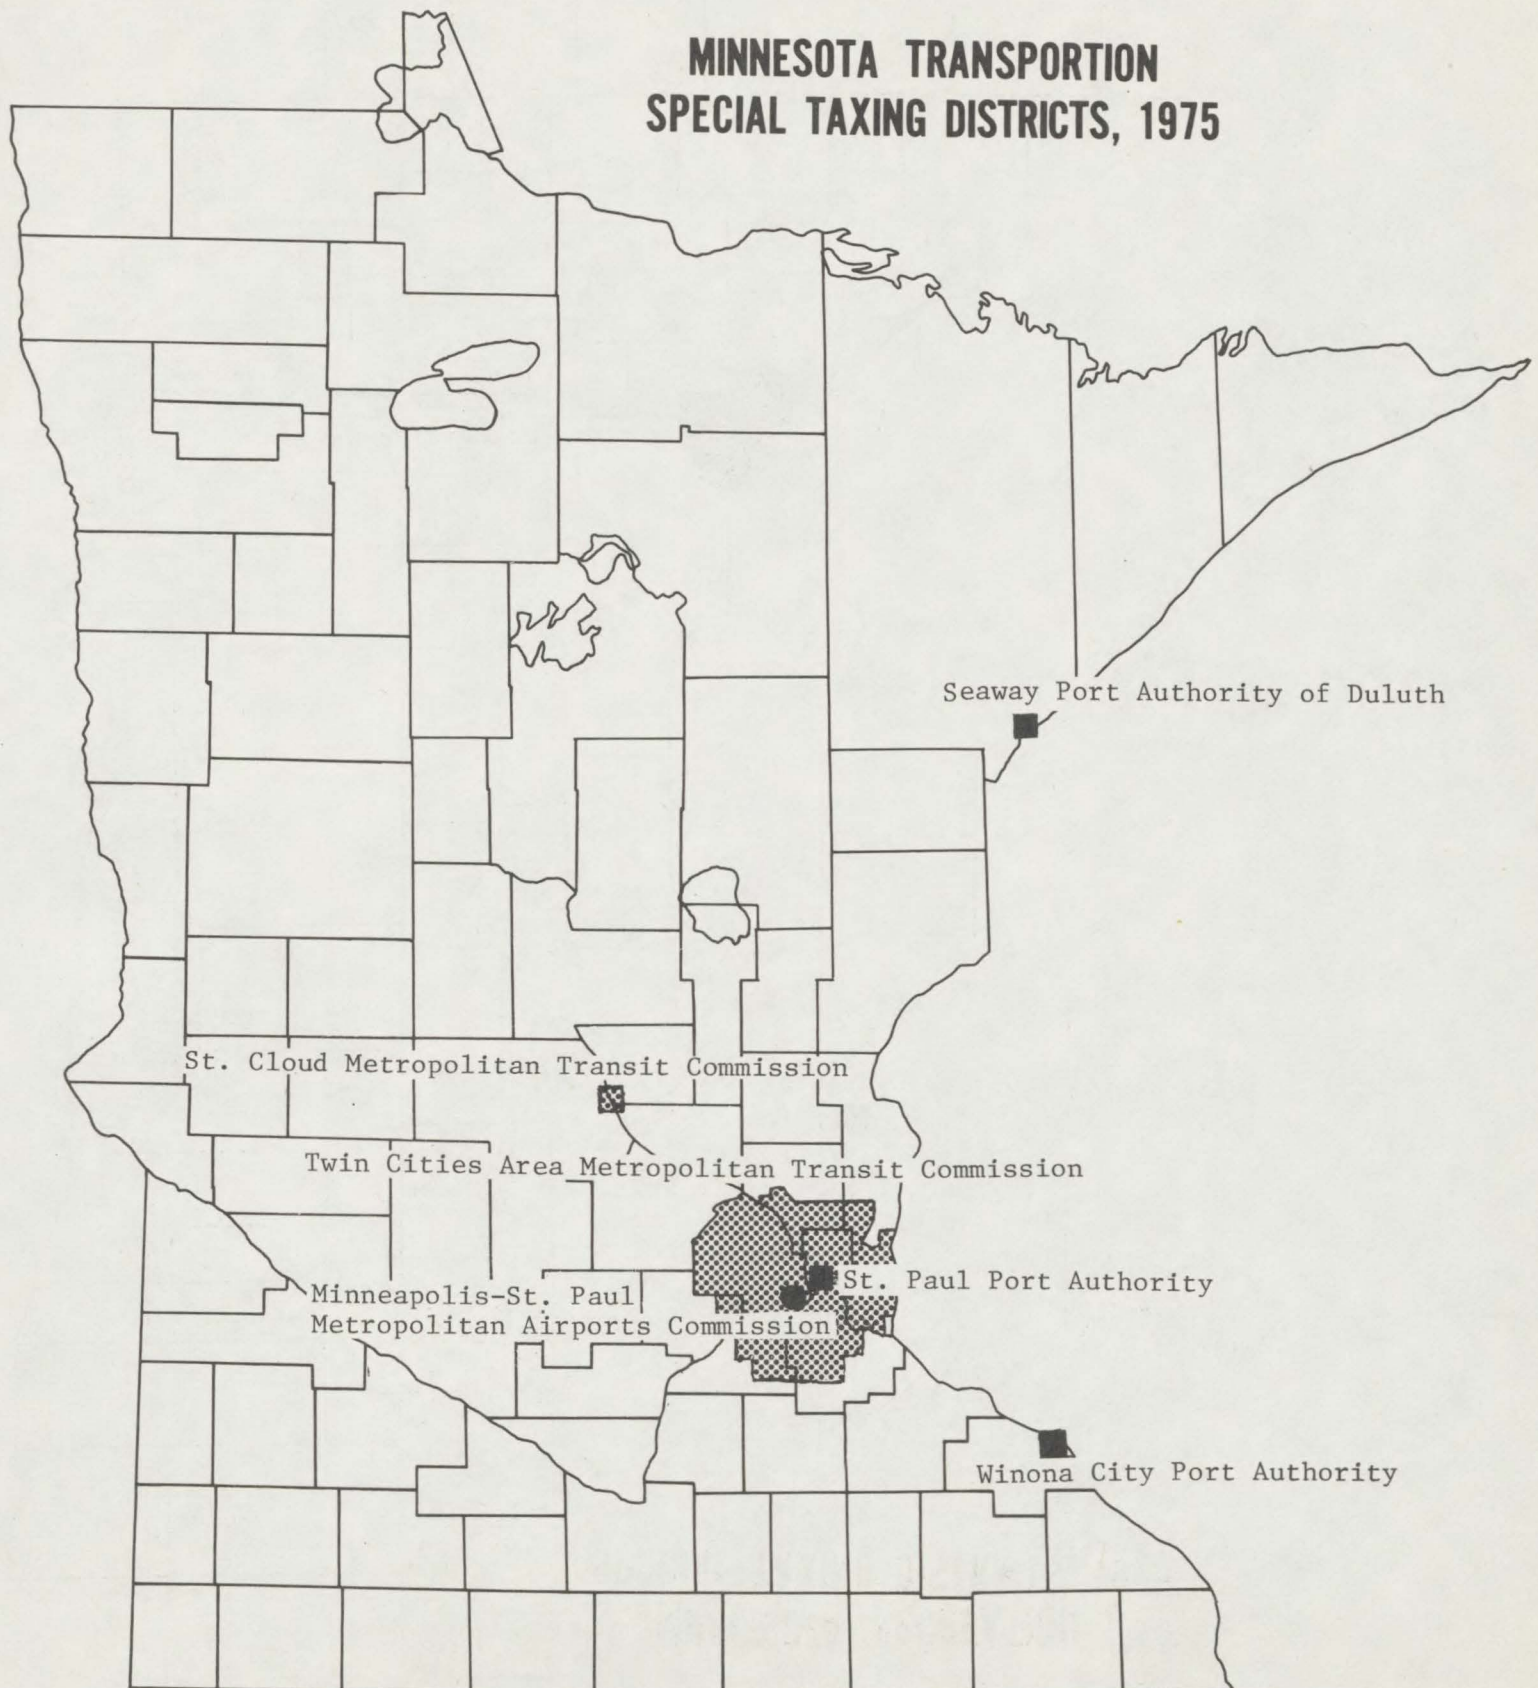 MINNESOTA TRANSPORTION
SPECIAL TAXING DISTRICTS, 1975
Seaway Port Authority of Duluth
St. Cloud Metropolitan Transit Commission
Twin Cities Area Metropolitan Transit Commission
St. Paul Port Authority
Minneapolis-St. Paul
Metropolitan Airports Commission
Winona City Port Authority